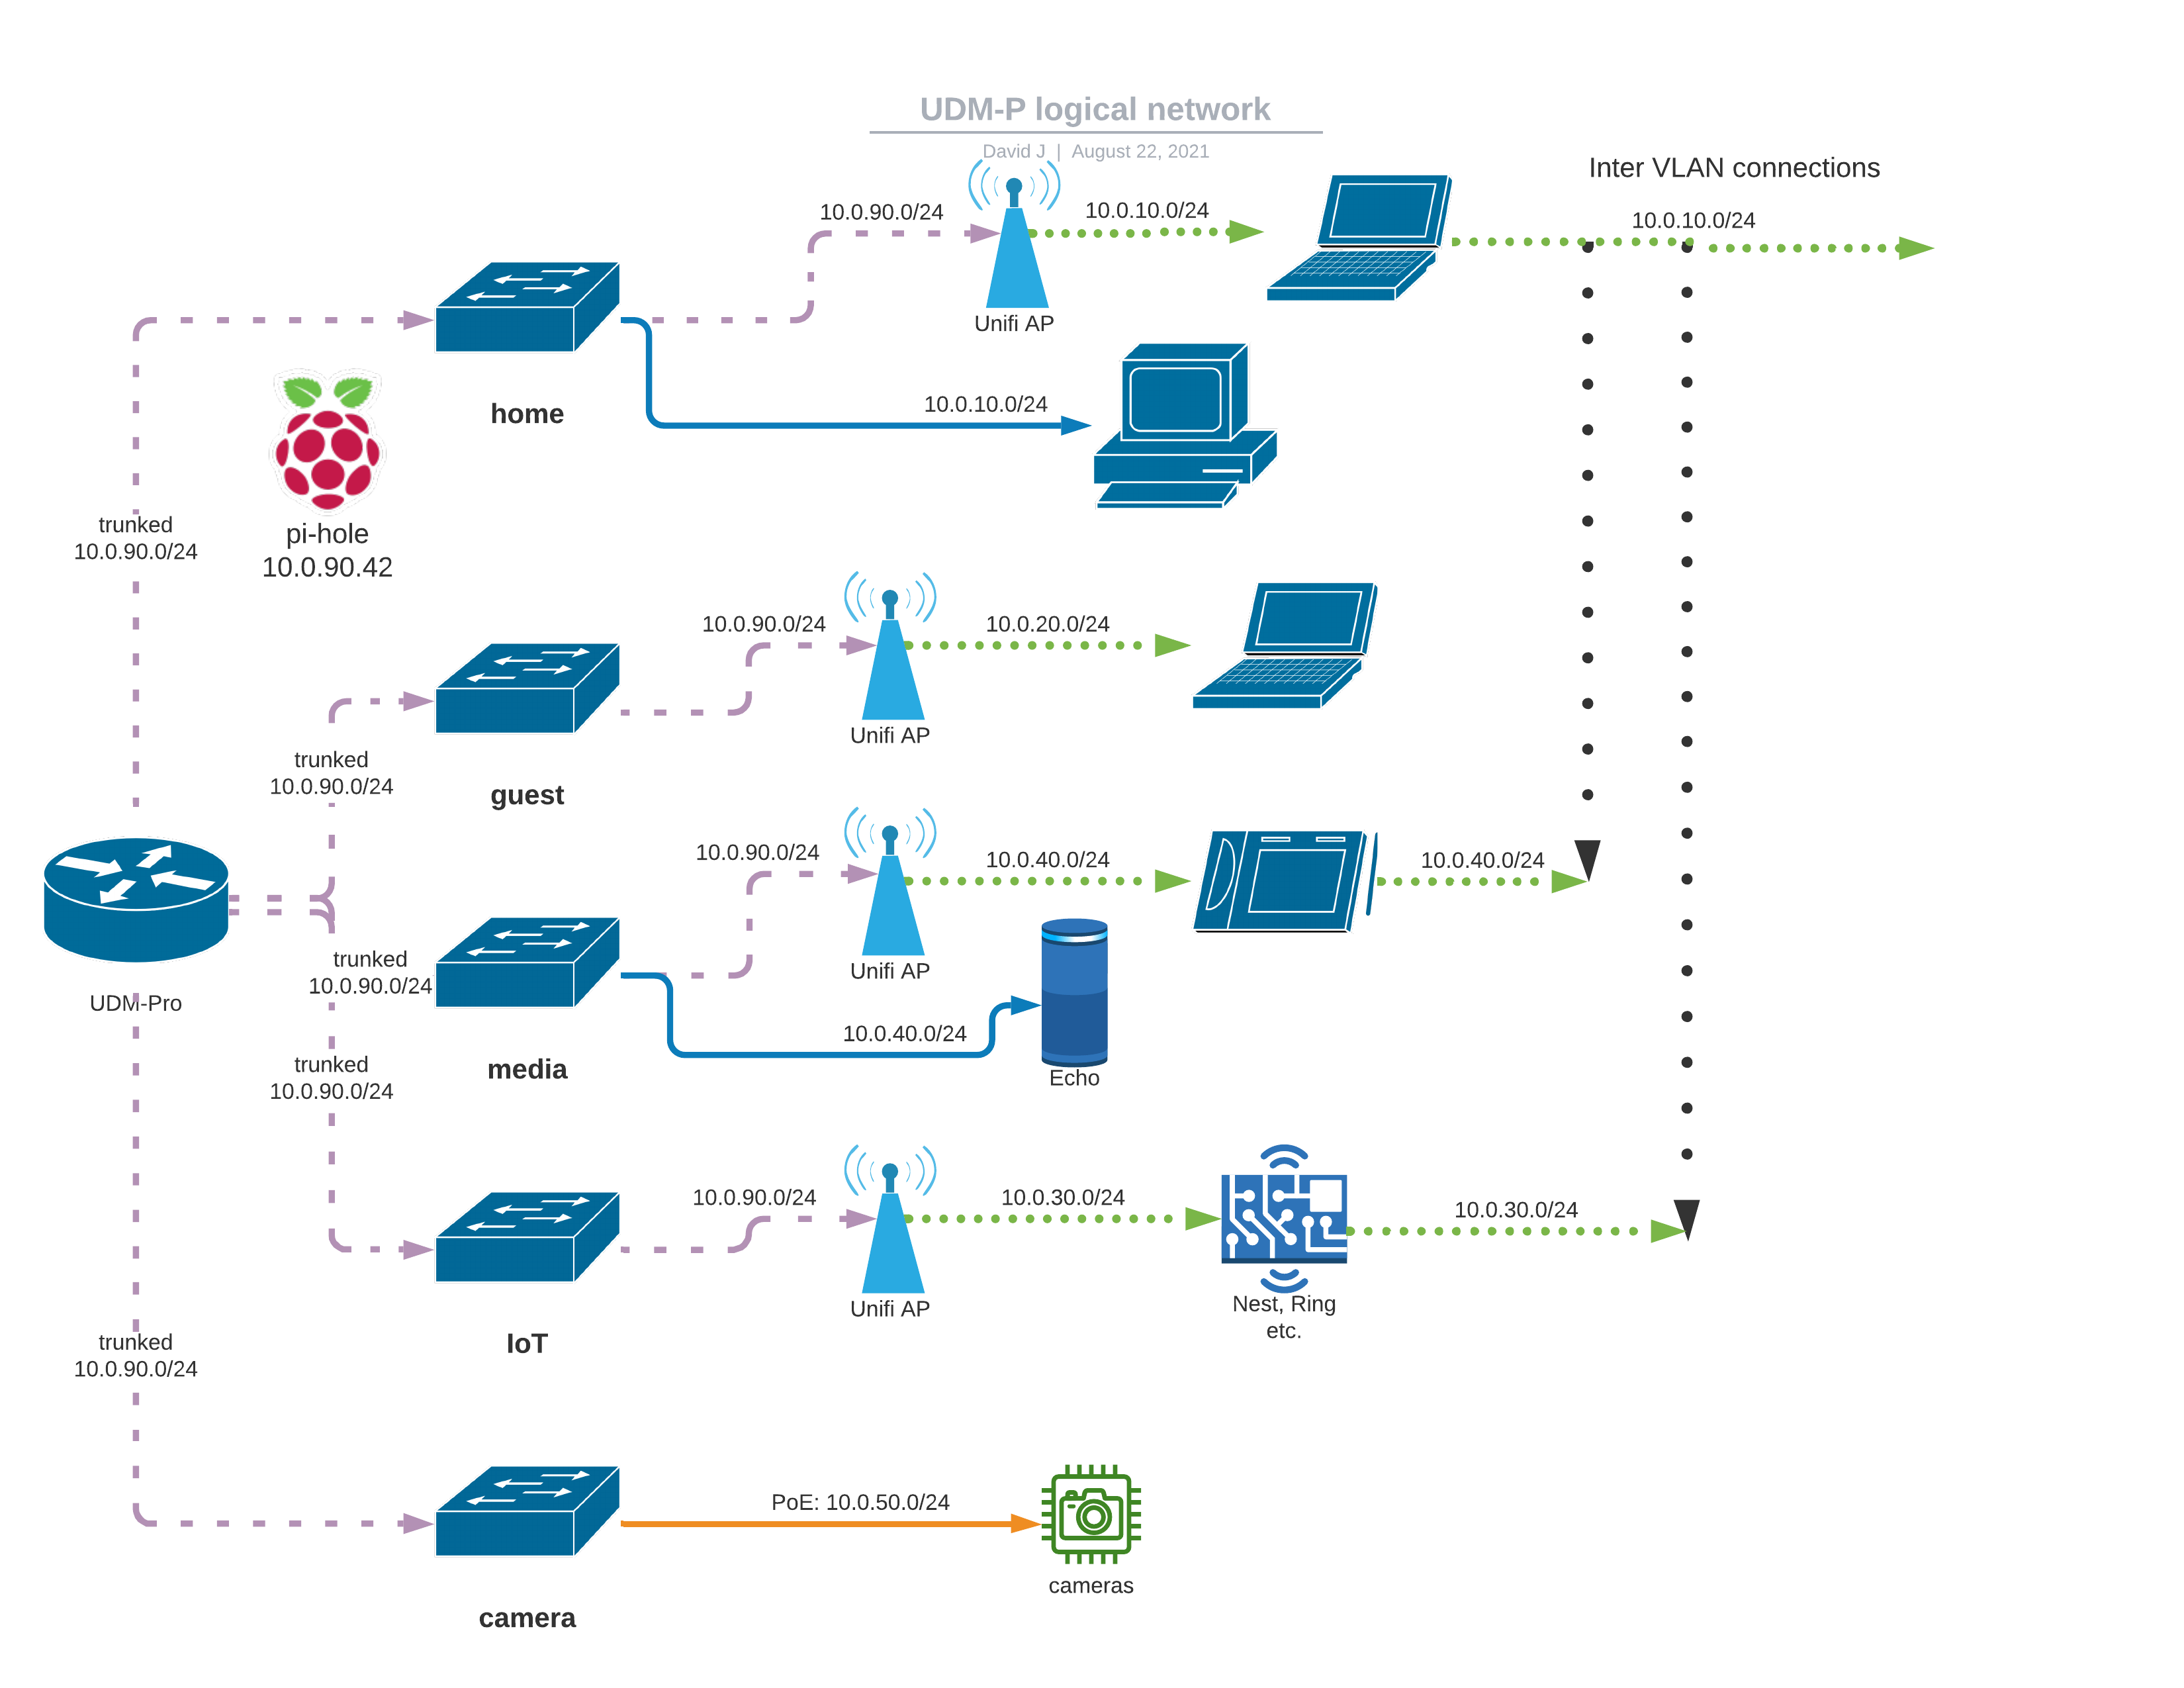 UDM-P logical network
David J | August 22, 2021
Inter VLAN connections
10.0.90.0/24
10.0.10.0/24
10.0.10.0/24
Unifi AP
10.0.10.0/24
home
trunked
10.0.90.0/24
pi-hole
10.0.90.42
10.0.90.0/24
10.0.20.0/24
Unifi AP
trunked
10.0.90.0/24
guest
10.0.90.0/24
10.0.40.0/24
10.0.40.0/24
trunked
10.0.90.0/24
Unifi AP
UDM-Pro
10.0.40.0/24
media
Echo
trunked
10.0.90.0/24
10.0.90.0/24
10.0.30.0/24
10.0.30.0/24
Unifi AP
Nest, Ring
etc.
IoT
trunked
10.0.90.0/24
PoE: 10.0.50.0/24
cameras
camera